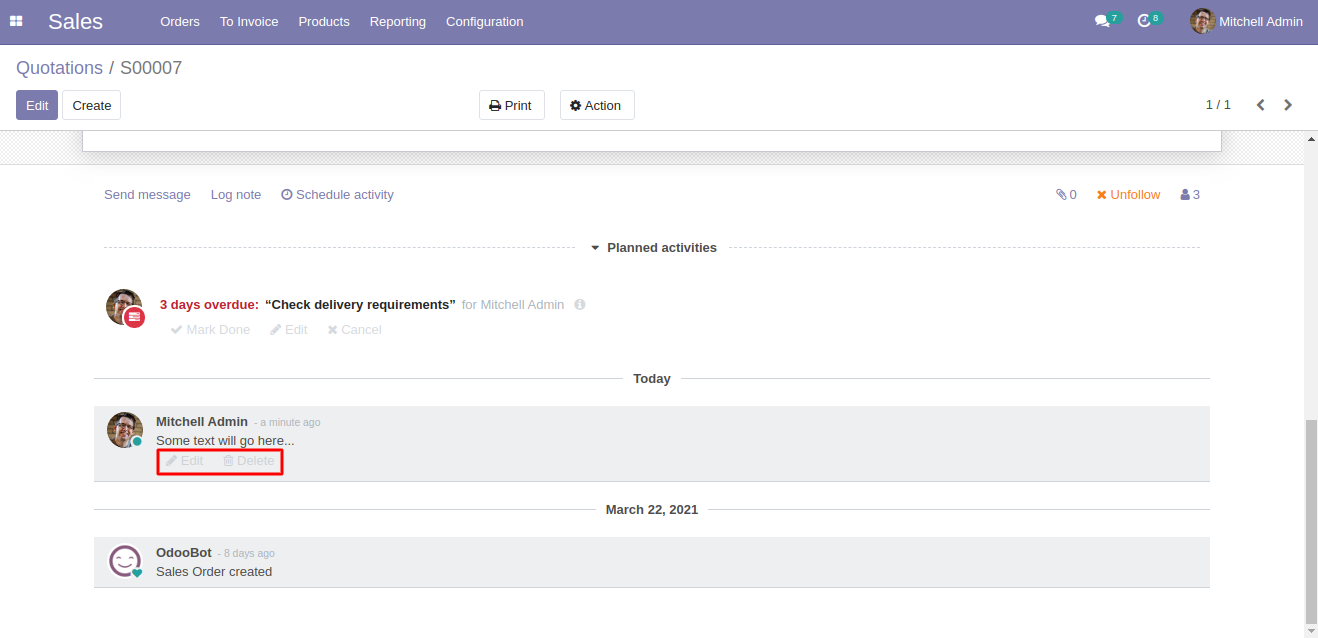 Sales Orders To Invoice Products Reporting Configuration 7 8 Mitchell Admin
Quotations / S00007
Edit Create Print Action 1 / 1
Send message Log note Schedule activity 0 Unfollow 3
Planned activities
3 days overdue: “Check delivery requirements” for Mitchell Admin
Mark Done Edit Cancel
Today
Mitchell Admin - a minute ago
Some text will go here...
Edit Delete
March 22, 2021
OdooBot - 8 days ago
Sales Order created